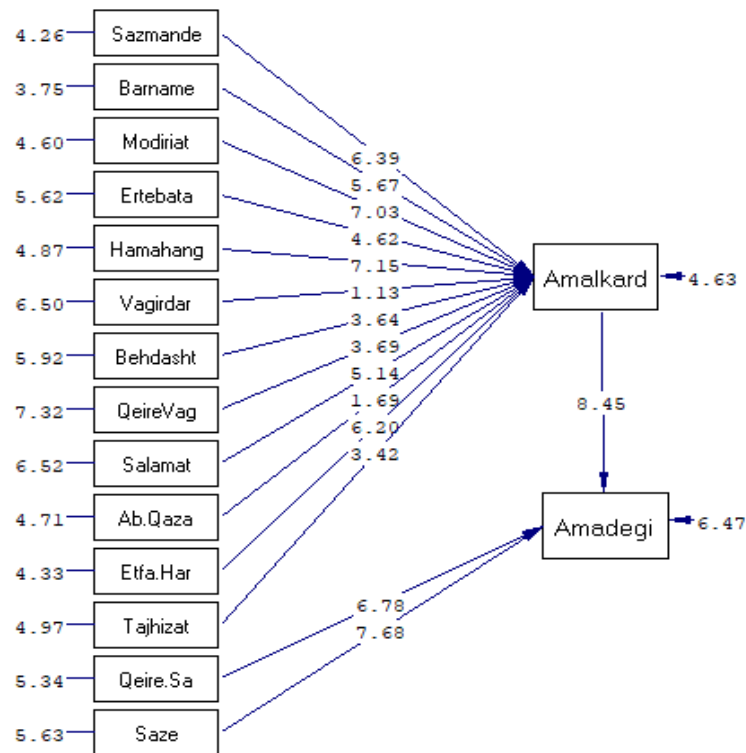 4.26 Sazmande
3.75 Barname
4.60 Modiriat
6.39
5.67
5.62 Ertebata
7.03
4.62
4.87 Hamahang
7.15
Amalkard 4.63
6.50 Vagirdar
1.13
3.64
5.92 Behdasht
3.69
5.14
7.32 QeireVag
1.69
8.45
6.20
6.52 Salamat
3.42
4.71 Ab.Qaza
Amadegi 6.47
4.33 Etfa.Har
4.97 Tajhizat
6.78
7.68
5.34 Qeire.Sa
5.63 Saze